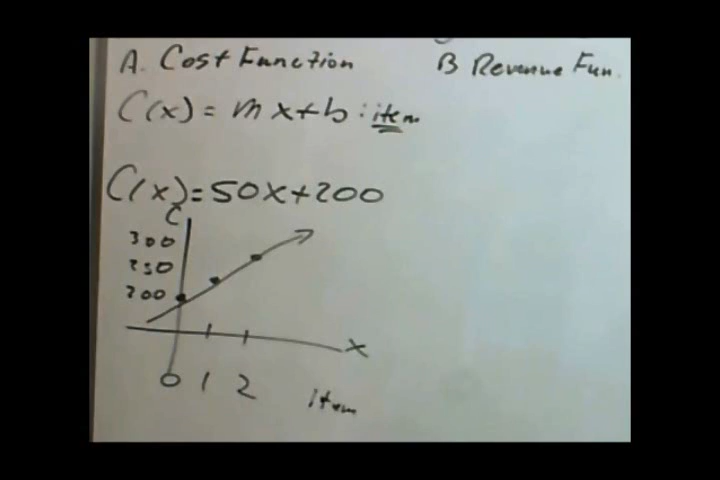 A. Cost Function
B Revenue Fun.
C(x) = mx+b : item
C(x)=50x+200
C
300
250
200
x
0 1 2
item